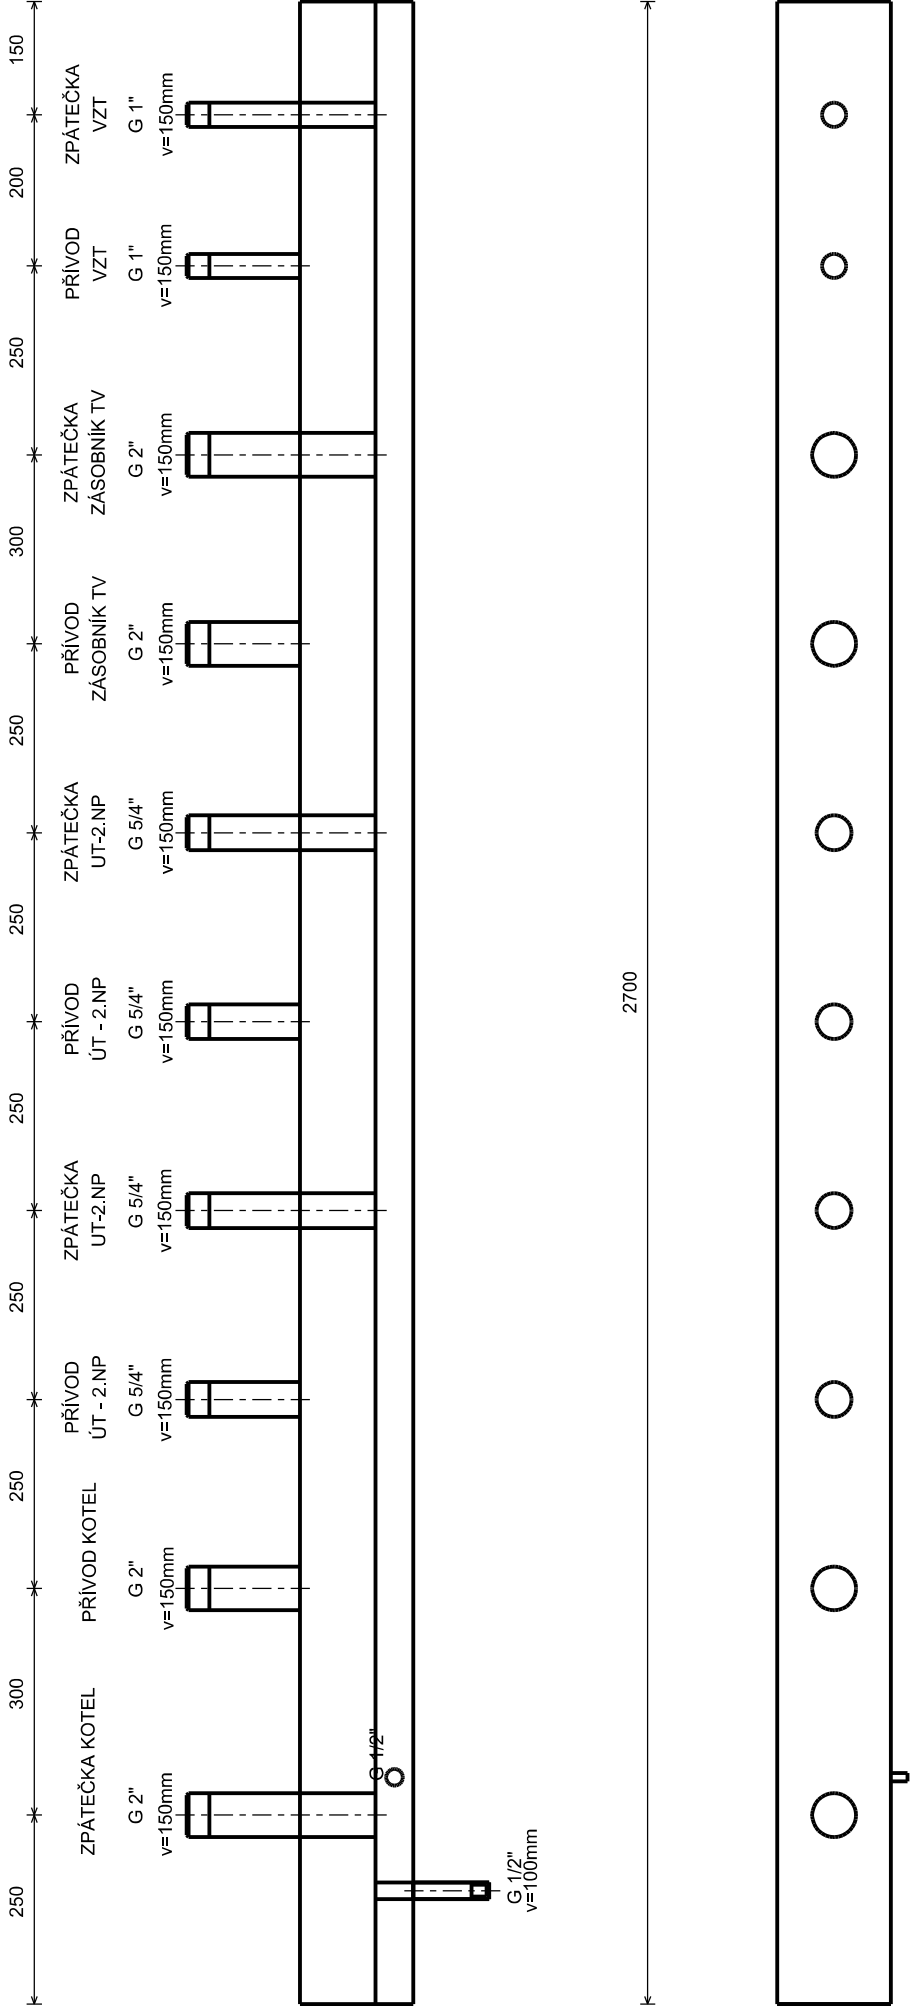 150
200
250
300
250
250
250
250
250
300
250
ZPÁTEČKA
VZT
G 1"
v=150mm
PŘÍVOD
VZT
G 1"
v=150mm
ZPÁTEČKA
ZÁSOBNÍK TV
G 2"
v=150mm
PŘÍVOD
ZÁSOBNÍK TV
G 2"
v=150mm
ZPÁTEČKA
UT-2.NP
G 5/4"
v=150mm
PŘÍVOD
ÚT - 2.NP
G 5/4"
v=150mm
ZPÁTEČKA
UT-2.NP
G 5/4"
v=150mm
PŘÍVOD
ÚT - 2.NP
G 5/4"
v=150mm
PŘÍVOD KOTEL
G 2"
v=150mm
ZPÁTEČKA KOTEL
G 2"
v=150mm
G 1/2"
G 1/2"
v=100mm
2700